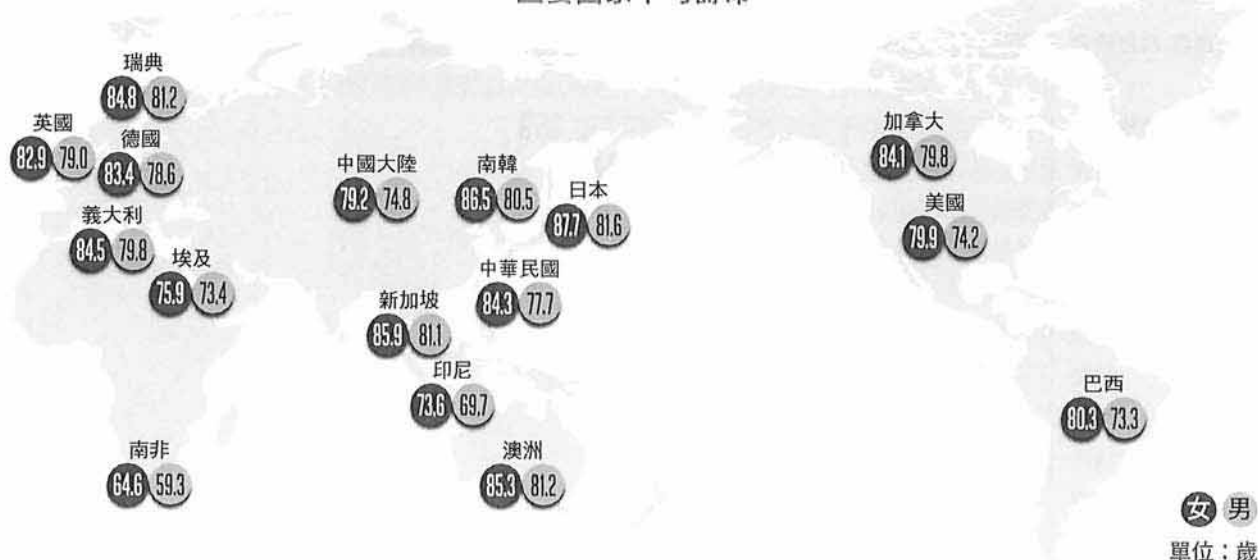 瑞典
84.8 81.2
英國
82.9 79.0
德國
83.4 78.6
義大利
84.5 79.8
埃及
75.9 73.4
南非
64.6 59.3
中國大陸
79.2 74.8
南韓
86.5 80.5
日本
87.7 81.6
中華民國
84.3 77.7
新加坡
85.9 81.1
印尼
73.6 69.7
澳洲
85.3 81.2
加拿大
84.1 79.8
美國
79.9 74.2
巴西
80.3 73.3
女 男
單位：歲